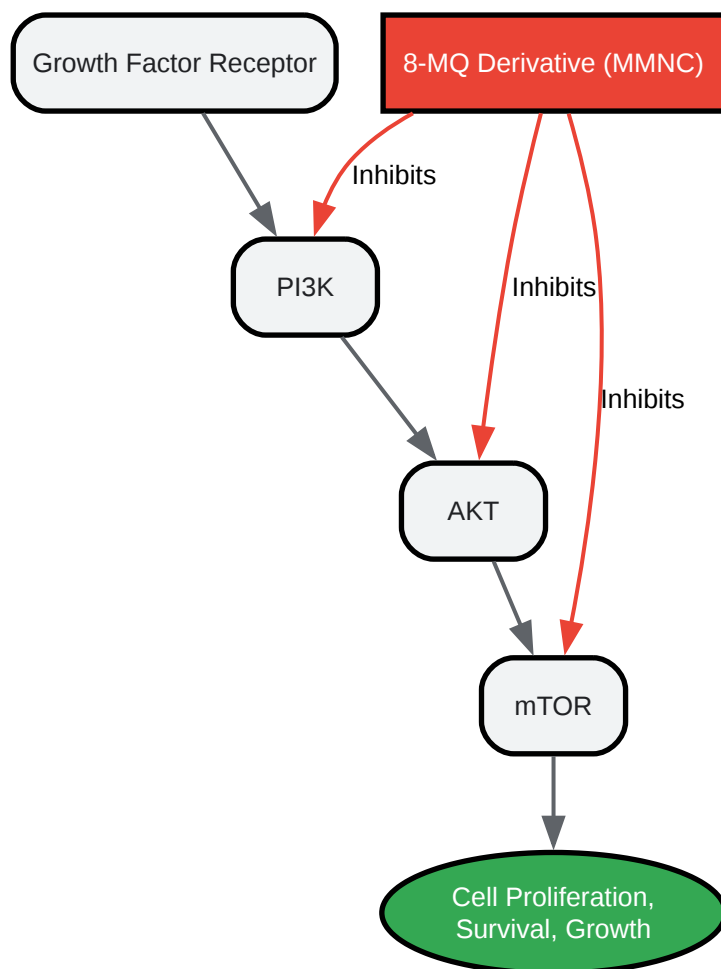 Growth Factor Receptor
8-MQ Derivative (MMNC)
Inhibits
PI3K
Inhibits
Inhibits
AKT
mTOR
Cell Proliferation,
Survival, Growth